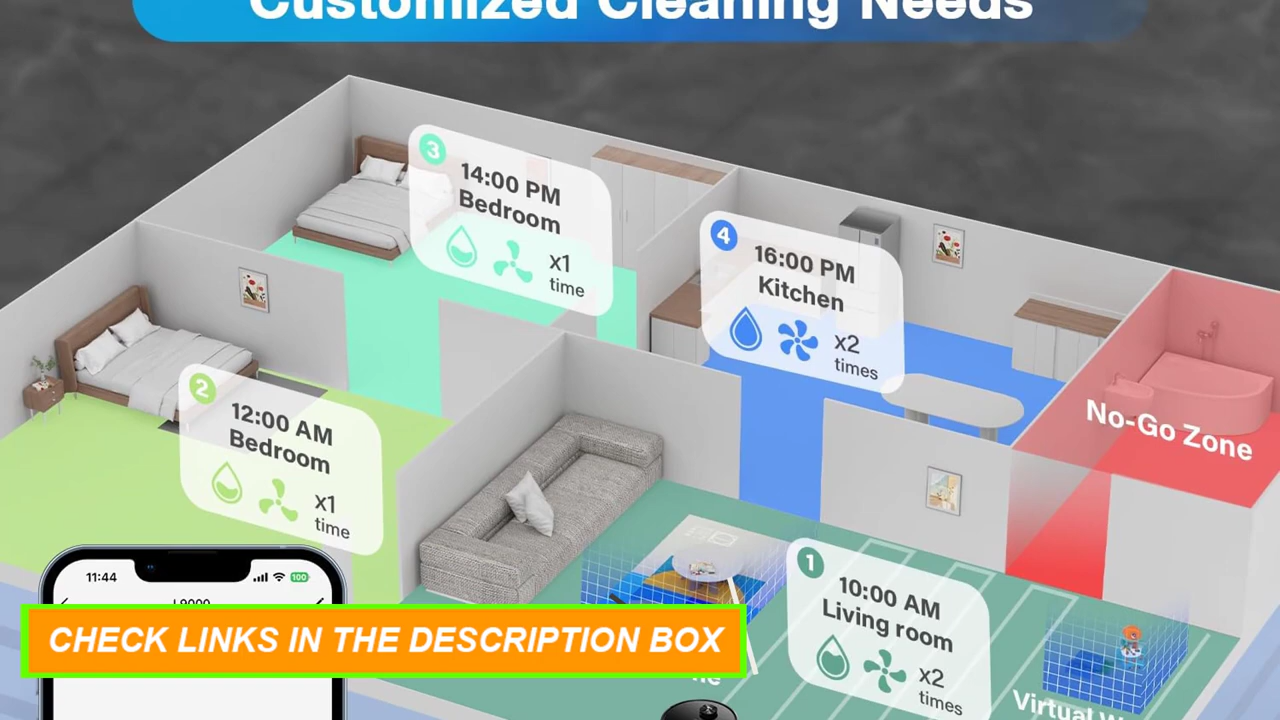 Customized Cleaning Needs
3
14:00 PM
Bedroom
x1
time
4
16:00 PM
Kitchen
x2
times
No-Go Zone
2
12:00 AM
Bedroom
x1
time
1
10:00 AM
Living room
x2
times
11:44
100
CHECK LINKS IN THE DESCRIPTION BOX
Virtual